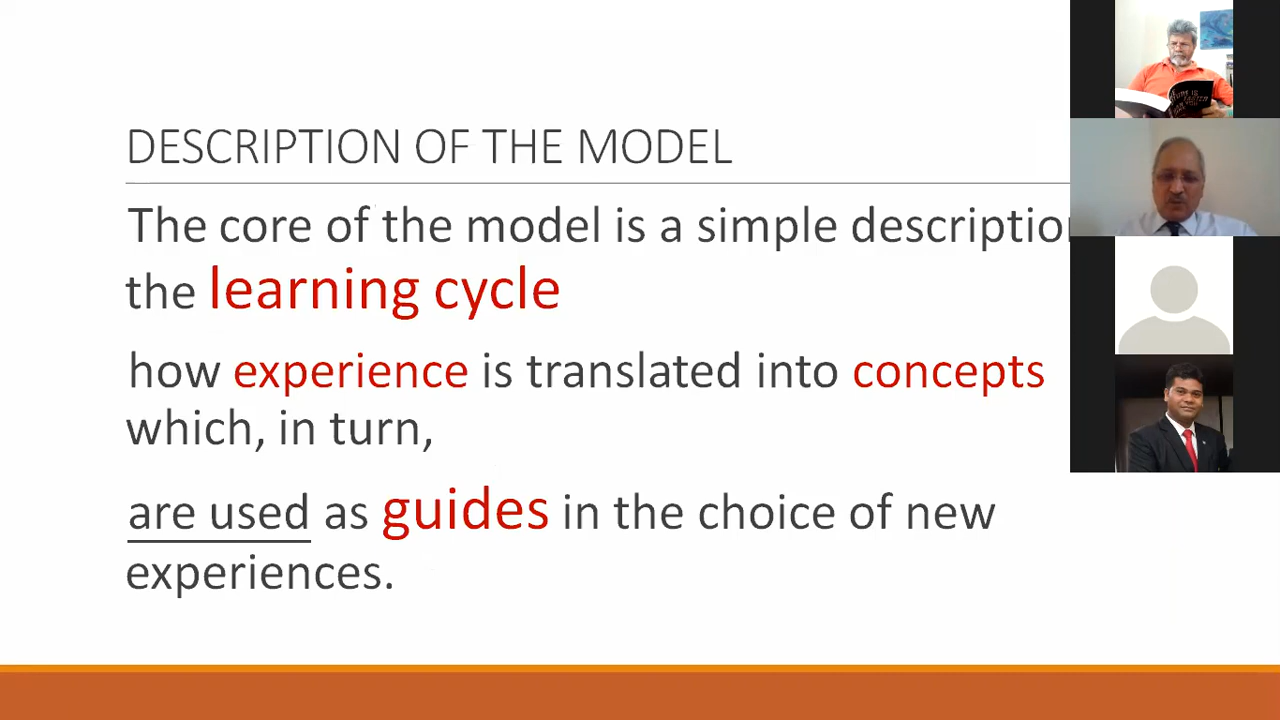 DESCRIPTION OF THE MODEL
The core of the model is a simple
the learning cycle
how experience is translated into concepts
which, in turn,
are used as guides in the choice of new
experiences.